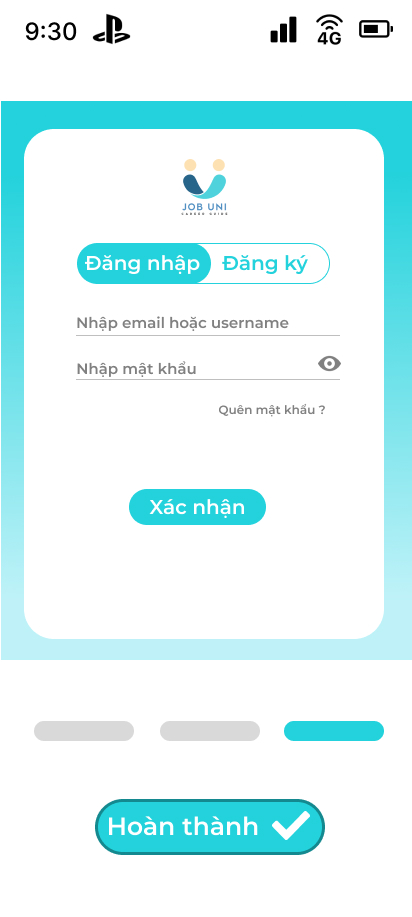 9:30
4G
JOB UNI
CAREER GUIDE
Đăng nhập
Đăng ký
Nhập email hoặc username
Nhập mật khẩu
Quên mật khẩu ?
Xác nhận
Hoàn thành